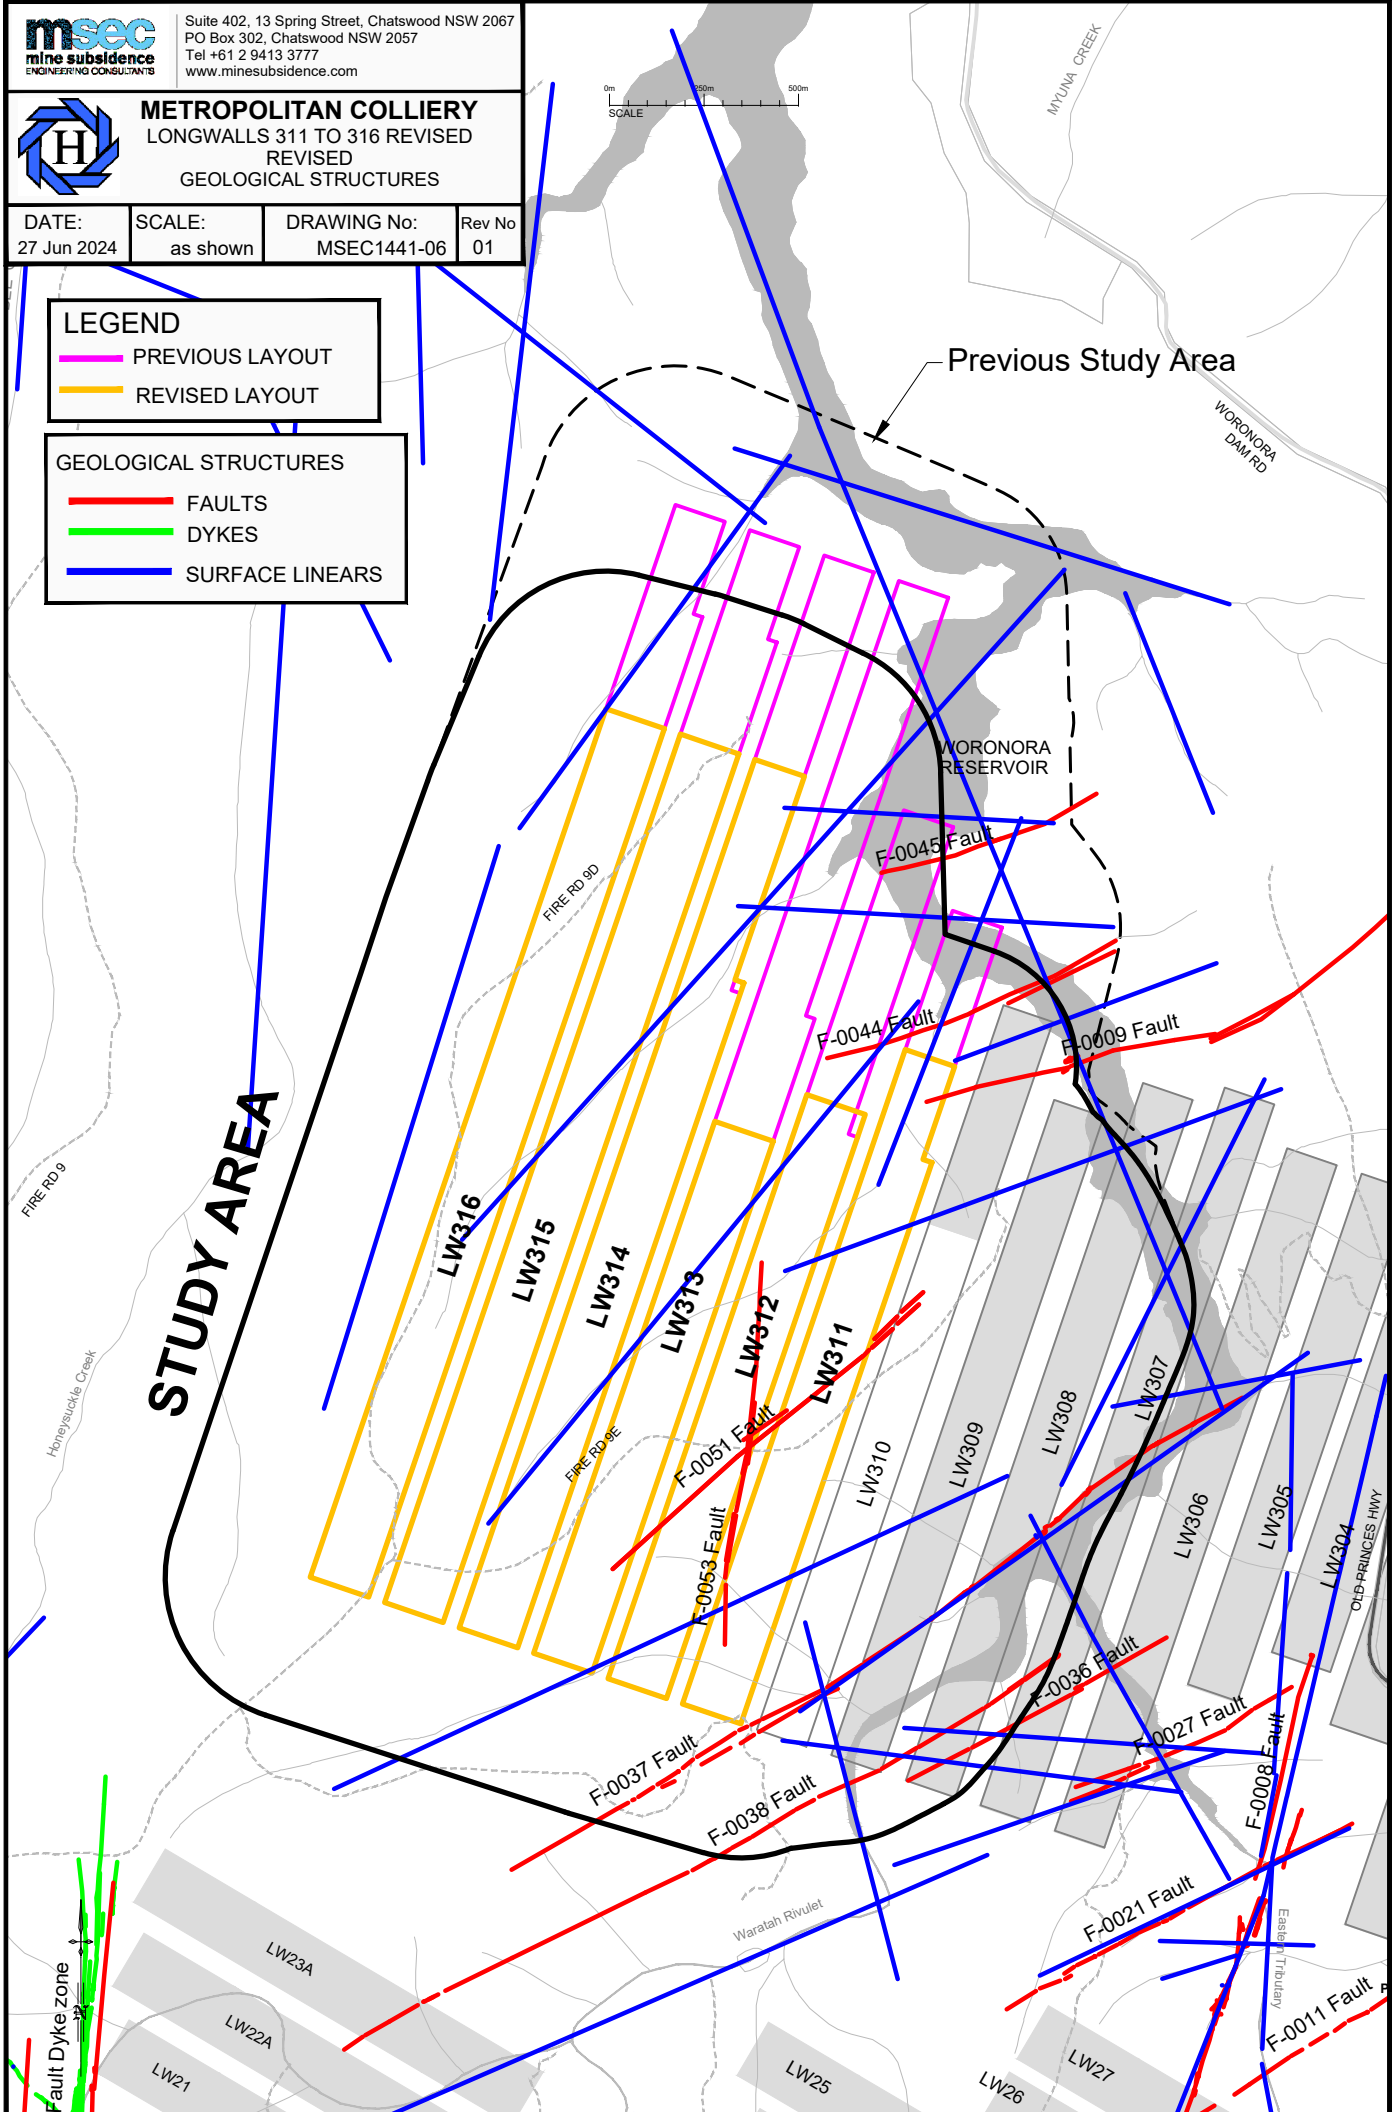 msec
mine subsidence
ENGINEERING CONSULTANTS
Suite 402, 13 Spring Street, Chatswood NSW 2067
PO Box 302, Chatswood NSW 2057
Tel +61 2 9413 3777
www.minesubsidence.com
H
METROPOLITAN COLLIERY
LONGWALLS 311 TO 316 REVISED
REVISED
GEOLOGICAL STRUCTURES
DATE:
27 Jun 2024
SCALE:
as shown
DRAWING No:
MSEC1441-06
Rev No
01
0m 250m 500m
SCALE
MYUNA CREEK
LEGEND
PREVIOUS LAYOUT
REVISED LAYOUT
GEOLOGICAL STRUCTURES
FAULTS
DYKES
SURFACE LINEARS
Previous Study Area
WORONORA
DAM RD
WORONORA
RESERVOIR
F-0045 Fault
FIRE RD 9D
F-0044 Fault
F-0009 Fault
STUDY AREA
FIRE RD 9
Honeysuckle Creek
LW316
LW315
LW314
LW313
LW312
LW311
LW310
LW309
LW308
LW307
LW306
LW305
LW304
OLD PRINCES HWY
F-0051 Fault
FIRE RD 9E
F-0053 Fault
F-0036 Fault
F-0027 Fault
F-0008 Fault
F-0037 Fault
F-0038 Fault
F-0021 Fault
Waratah Rivulet
Eastern Tributary
F-0011 Fault
P
Fault Dyke zone
N
LW23A
LW22A
LW21
LW25
LW26
LW27